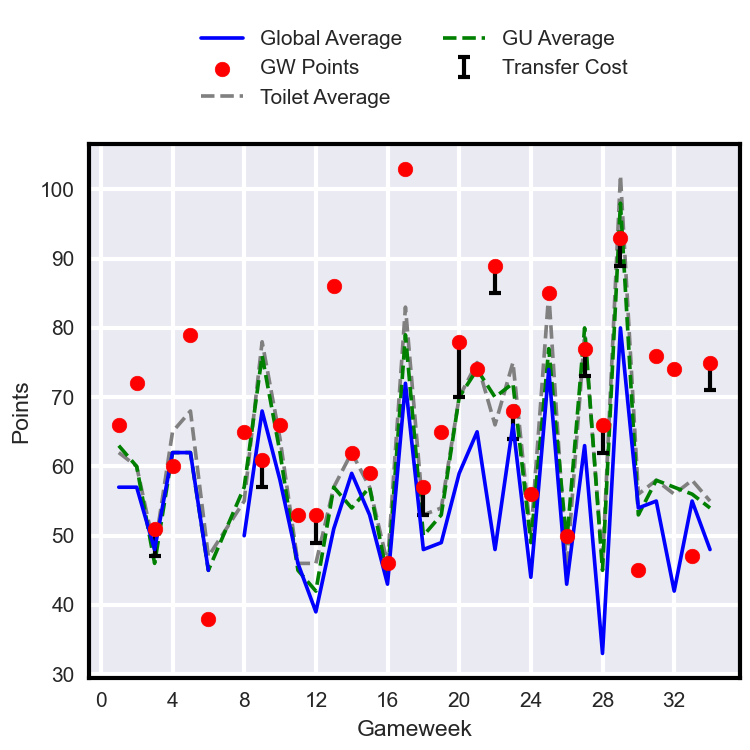 Global Average
GW Points
Toilet Average
GU Average
Transfer Cost
100
90
80
70
60
50
40
30
Points
0 4 8 12 16 20 24 28 32
Gameweek